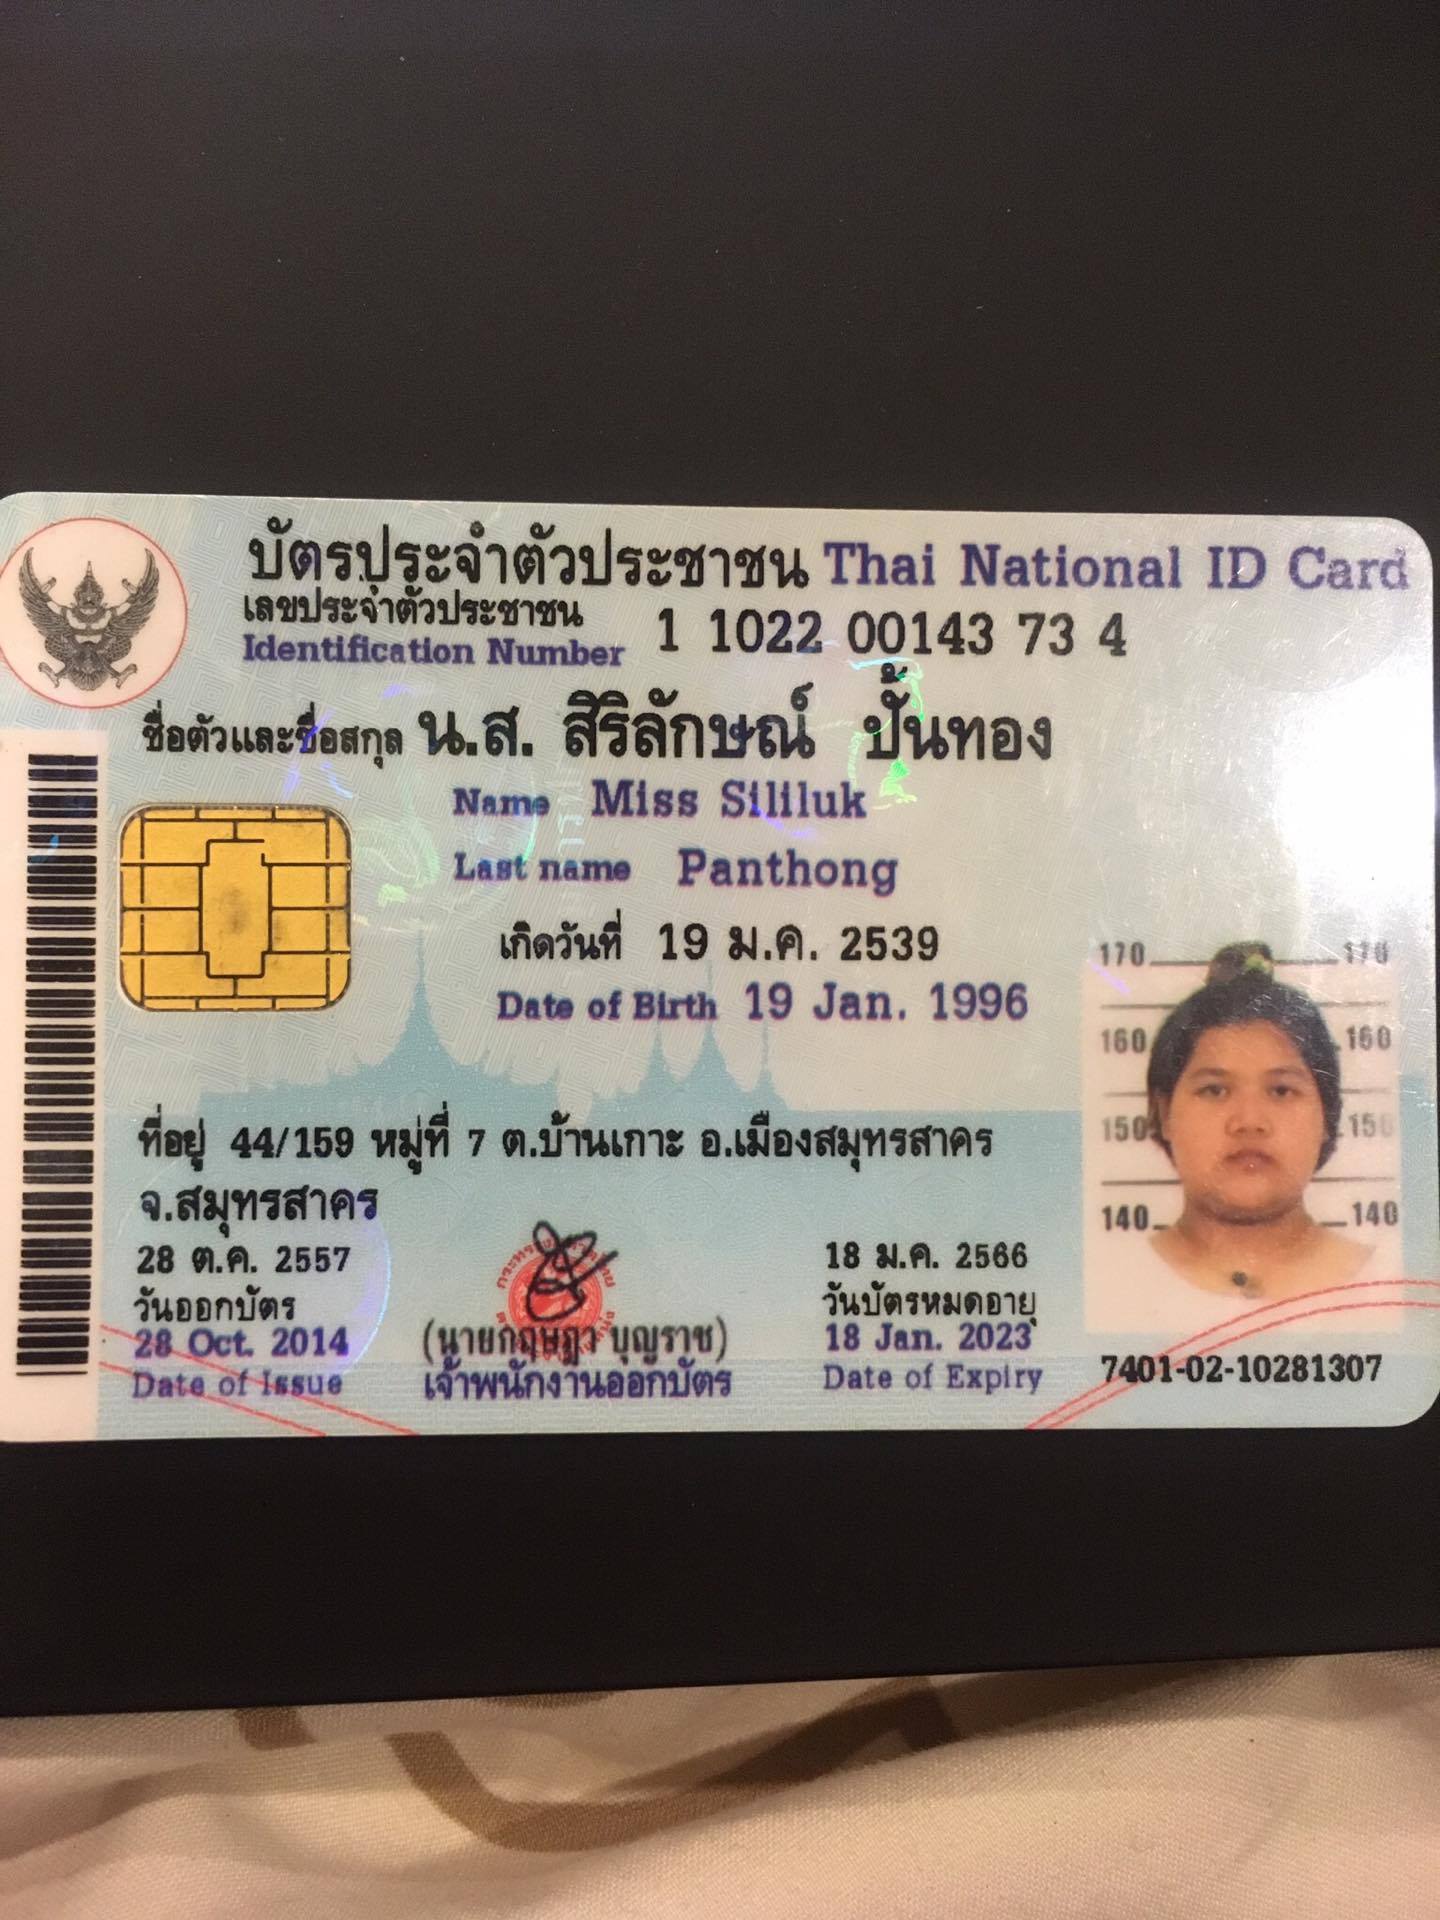 บัตรประจำตัวประชาชน Thai National ID Card
เลขประจำตัวประชาชน
Identification Number 1 1022 00143 73 4
ชื่อตัวและชื่อสกุล น.ส. สิริลักษณ์ ปั้นทอง
Name Miss Sililuk
Last name Panthong
เกิดวันที่ 19 ม.ค. 2539
Date of Birth 19 Jan. 1996
170 170
160 160
150 150
140 140
ที่อยู่ 44/159 หมู่ที่ 7 ต.บ้านเกาะ อ.เมืองสมุทรสาคร
จ.สมุทรสาคร
28 ต.ค. 2557
วันออกบัตร
28 Oct. 2014
Date of Issue
(นายกฤษฎา บุญราช)
เจ้าพนักงานออกบัตร
18 ม.ค. 2566
วันบัตรหมดอายุ
18 Jan. 2023
Date of Expiry
7401-02-10281307